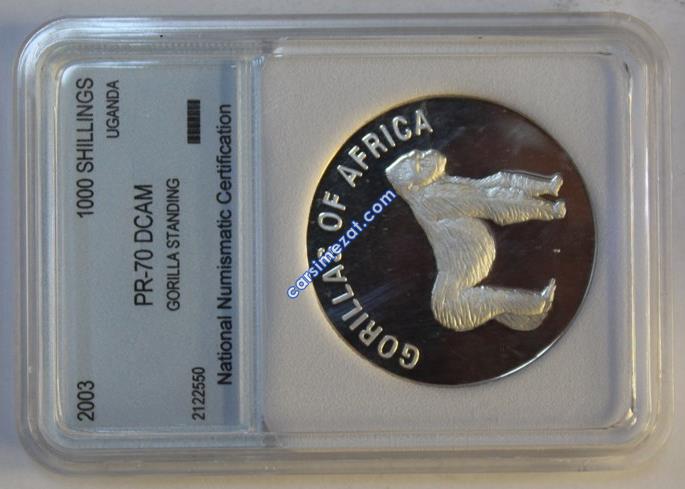 2003
1000 SHILLINGS
UGANDA
PR-70 DCAM
GORILLA STANDING
2122550
National Numismatic Certification
GORILLAS OF AFRICA
carsimezat.com